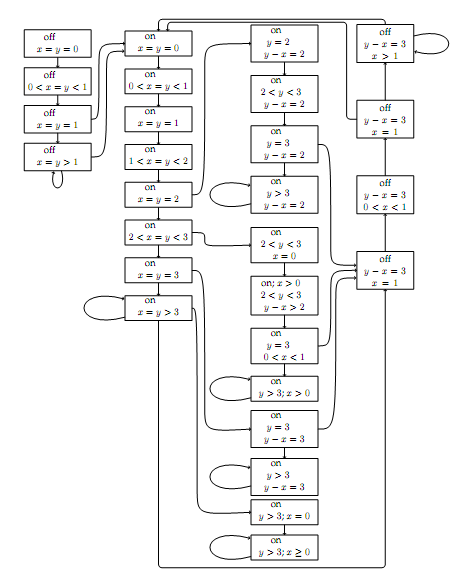 off
x = y = 0
off
0 < x = y < 1
off
x = y = 1
off
x = y > 1
on
x = y = 0
on
0 < x = y < 1
on
x = y = 1
on
1 < x = y < 2
on
x = y = 2
on
2 < x = y < 3
on
x = y = 3
on
x = y > 3
on
y = 2
y − x = 2
on
2 < y < 3
y − x = 2
on
y = 3
y − x = 2
on
y > 3
y − x = 2
on
2 < y < 3
x = 0
on; x > 0
2 < y < 3
y − x > 2
on
y = 3
0 < x < 1
on
y > 3; x > 0
on
y = 3
y − x = 3
on
y > 3
y − x = 3
on
y > 3; x = 0
on
y > 3; x ≥ 0
off
y − x = 3
x > 1
off
y − x = 3
x = 1
off
y − x = 3
0 < x < 1
off
y − x = 3
x = 1